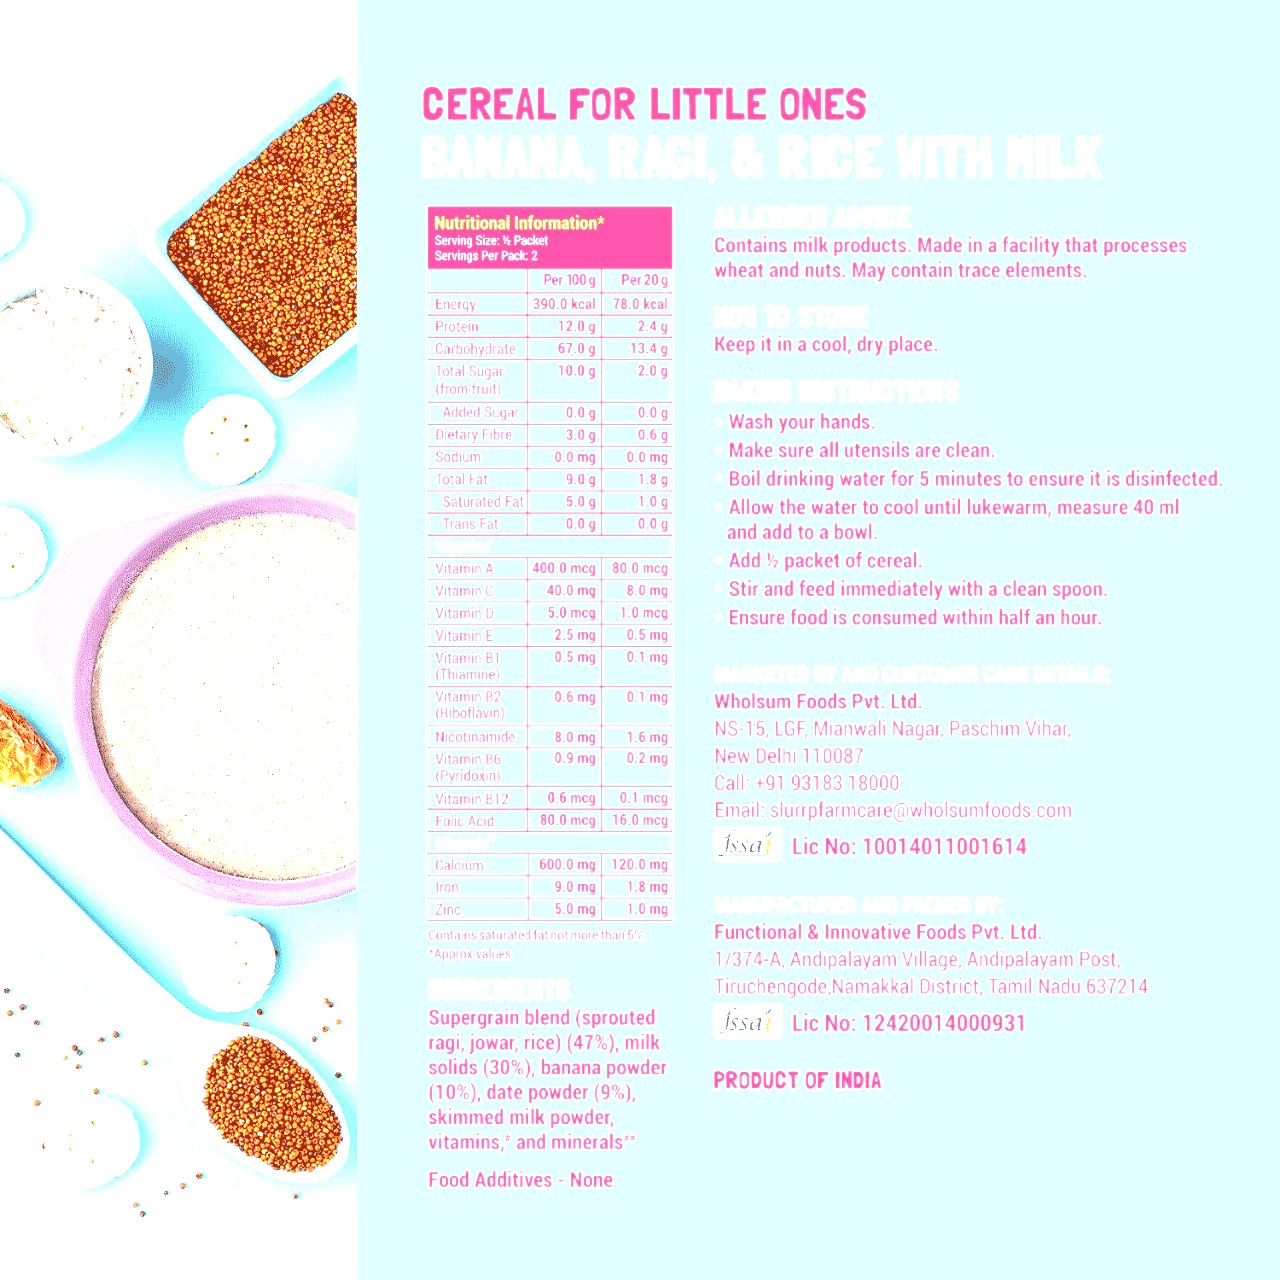 CEREAL FOR LITTLE ONES
BANANA, RAGI, & RICE WITH MILK
Nutritional Information*
Serving Size: ½ Packet
Servings Per Pack: 2
Per 100 g Per 20 g
Energy 390.0 kcal 78.0 kcal
Protein 12.0 g 2.4 g
Carbohydrate 67.0 g 13.4 g
Total Sugar 10.0 g 2.0 g
(from fruit)
Added Sugar 0.0 g 0.0 g
Dietary Fibre 3.0 g 0.6 g
Sodium 0.0 mg 0.0 mg
Total Fat 9.0 g 1.8 g
Saturated Fat 5.0 g 1.0 g
Trans Fat 0.0 g 0.0 g
Vitamin A 400.0 mcg 80.0 mcg
Vitamin C 40.0 mg 8.0 mg
Vitamin D 5.0 mcg 1.0 mcg
Vitamin E 2.5 mg 0.5 mg
Vitamin B1 0.5 mg 0.1 mg
(Thiamine)
Vitamin B2 0.6 mg 0.1 mg
(Riboflavin)
Nicotinamide 8.0 mg 1.6 mg
Vitamin B6 0.9 mg 0.2 mg
(Pyridoxin)
Vitamin B12 0.6 mcg 0.1 mcg
Folic Acid 80.0 mcg 16.0 mcg
Calcium 600.0 mg 120.0 mg
Iron 9.0 mg 1.8 mg
Zinc 5.0 mg 1.0 mg
Contains saturated fat not more than 5%.
*Approx values.
INGREDIENTS
Supergrain blend (sprouted
ragi, jowar, rice) (47%), milk
solids (30%), banana powder
(10%), date powder (9%),
skimmed milk powder,
vitamins,# and minerals##
Food Additives - None
ALLERGEN ADVICE
Contains milk products. Made in a facility that processes
wheat and nuts. May contain trace elements.
HOW TO STORE
Keep it in a cool, dry place.
MAKING INSTRUCTIONS
• Wash your hands.
• Make sure all utensils are clean.
• Boil drinking water for 5 minutes to ensure it is disinfected.
• Allow the water to cool until lukewarm, measure 40 ml
and add to a bowl.
• Add ½ packet of cereal.
• Stir and feed immediately with a clean spoon.
• Ensure food is consumed within half an hour.
MARKETED BY AND CUSTOMER CARE DETAILS:
Wholsum Foods Pvt. Ltd.
NS-15, LGF, Mianwali Nagar, Paschim Vihar,
New Delhi 110087
Call: +91 93183 18000
Email: slurrpfarmcare@wholsumfoods.com
fssai Lic No: 10014011001614
MANUFACTURED AND PACKED BY:
Functional & Innovative Foods Pvt. Ltd.
1/374-A, Andipalayam Village, Andipalayam Post,
Tiruchengode,Namakkal District, Tamil Nadu 637214
fssai Lic No: 12420014000931
PRODUCT OF INDIA